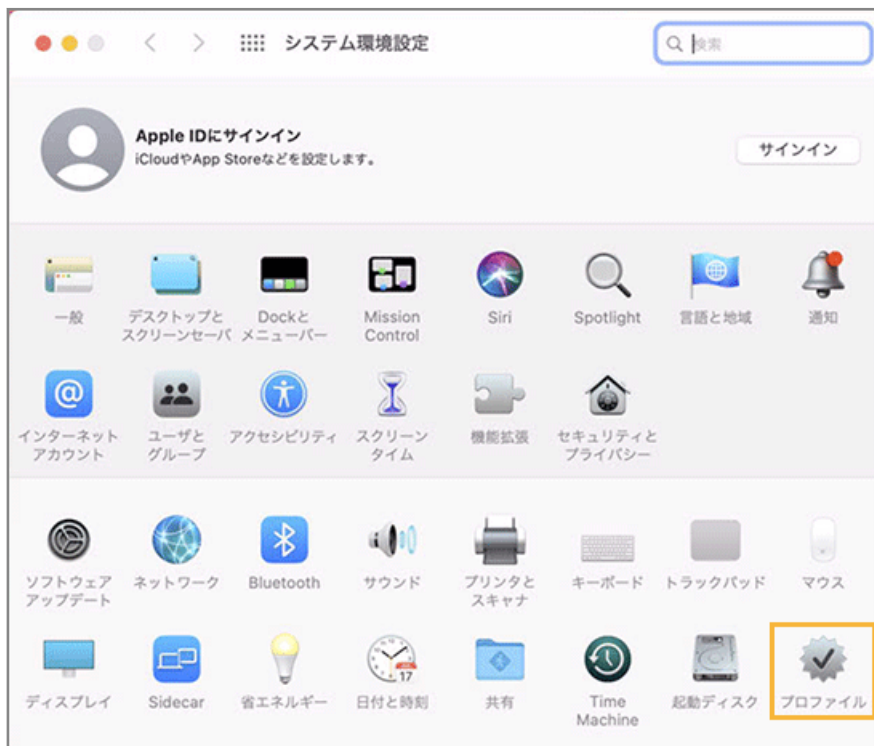 システム環境設定
検索
Apple IDにサインイン
iCloudやApp Storeなどを設定します。
サインイン
一般
デスクトップと
スクリーンセーバ
Dockと
メニューバー
Mission
Control
Siri
Spotlight
言語と地域
通知
インターネット
アカウント
ユーザと
グループ
アクセシビリティ
スクリーン
タイム
機能拡張
セキュリティと
プライバシー
ソフトウェア
アップデート
ネットワーク
Bluetooth
サウンド
プリンタと
スキャナ
キーボード
トラックパッド
マウス
ディスプレイ
Sidecar
省エネルギー
日付と時刻
17
共有
Time
Machine
起動ディスク
プロファイル